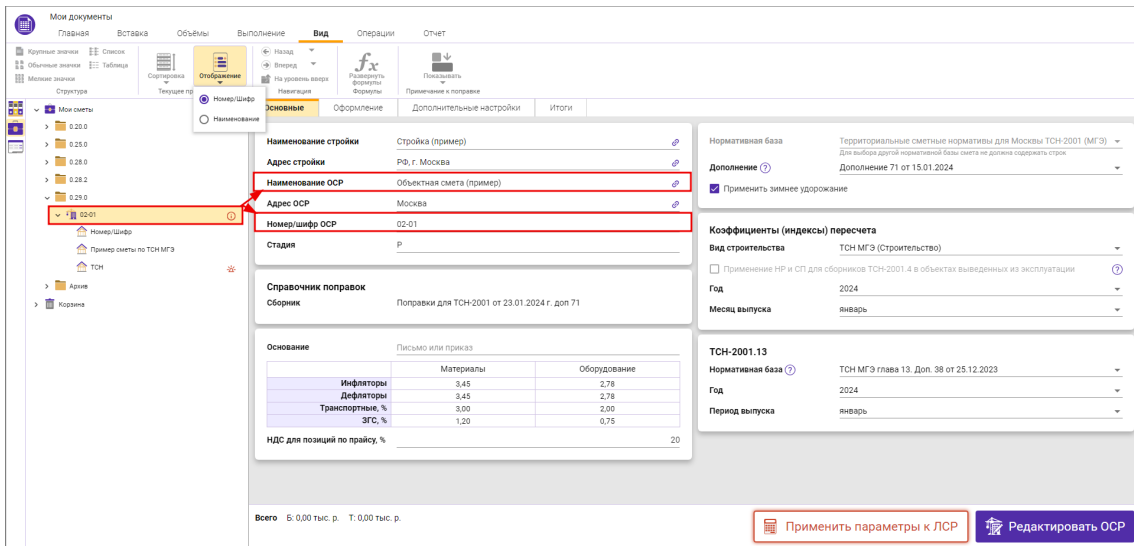 Мои документы
Главная Вставка Объёмы Выполнение Вид Операции Отчет
Крупные значки Список
Обычные значки Таблица
Мелкие значки
Структура
Сортировка
Отображение
Текущее пр
Номер/Шифр
Наименование
Назад
Вперед
На уровень вверх
Навигация
fx
Развернуть формулы
Формулы
Показывать
Примечание к поправке
Мои сметы
0.20.0
0.25.0
0.28.0
0.28.2
0.29.0
02-01
Номер/Шифр
Пример сметы по ТСН МГЭ
ТСН
Архив
Корзина
Основные Оформление Дополнительные настройки Итоги
Наименование стройки Стройка (пример)
Адрес стройки РФ, г. Москва
Наименование ОСР Объектная смета (пример)
Адрес ОСР Москва
Номер/шифр ОСР 02-01
Стадия Р
Справочник поправок
Сборник Поправки для ТСН-2001 от 23.01.2024 г. доп 71
Основание Письмо или приказ
Материалы Оборудование
Инфляторы 3,45 2,78
Дефляторы 3,45 2,78
Транспортные, % 3,00 2,00
ЗГС, % 1,20 0,75
НДС для позиций по прайсу, % 20
Нормативная база Территориальные сметные нормативы для Москвы ТСН-2001 (МГЭ)
Для выбора другой нормативной базы смета не должна содержать строк
Дополнение ? Дополнение 71 от 15.01.2024
Применить зимнее удорожание
Коэффициенты (индексы) пересчета
Вид строительства ТСН МГЭ (Строительство)
Применение НР и СП для сборников ТСН-2001.4 в объектах выведенных из эксплуатации ?
Год 2024
Месяц выпуска январь
ТСН-2001.13
Нормативная база ? ТСН МГЭ глава 13. Доп. 38 от 25.12.2023
Год 2024
Период выпуска январь
Всего Б: 0,00 тыс. р. Т: 0,00 тыс. р.
Применить параметры к ЛСР
Редактировать ОСР